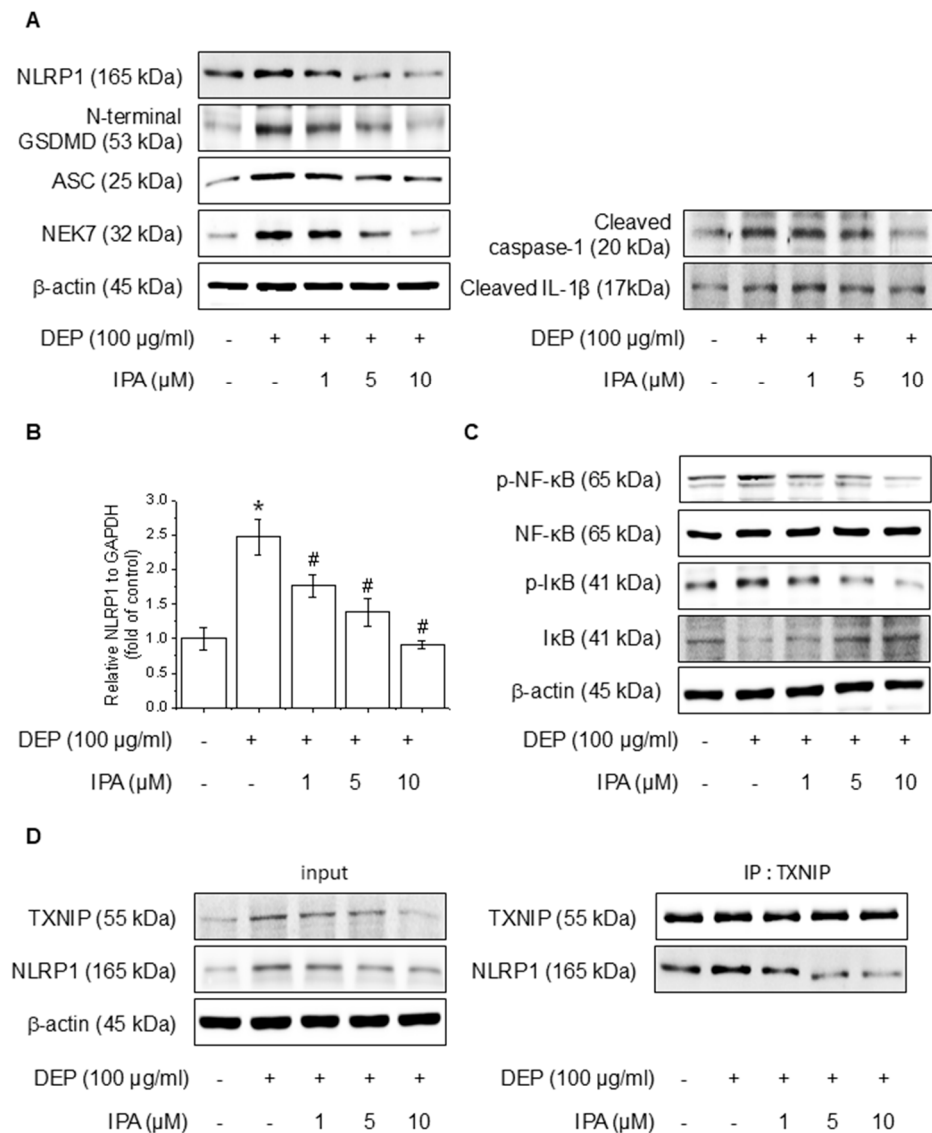 A
NLRP1 (165 kDa)
N-terminal
GSDMD (53 kDa)
ASC (25 kDa)
NEK7 (32 kDa)
β-actin (45 kDa)
DEP (100 µg/ml) - + + + +
IPA (µM) - - 1 5 10
Cleaved
caspase-1 (20 kDa)
Cleaved IL-1β (17kDa)
DEP (100 µg/ml) - + + + +
IPA (µM) - - 1 5 10
B
Relative NLRP1 to GAPDH
(fold of control)
3.0
2.5
2.0
1.5
1.0
0.5
0.0
* # # #
DEP (100 µg/ml) - + + + +
IPA (µM) - - 1 5 10
C
p-NF-κB (65 kDa)
NF-κB (65 kDa)
p-IκB (41 kDa)
IκB (41 kDa)
β-actin (45 kDa)
DEP (100 µg/ml) - + + + +
IPA (µM) - - 1 5 10
D
input
TXNIP (55 kDa)
NLRP1 (165 kDa)
β-actin (45 kDa)
DEP (100 µg/ml) - + + + +
IPA (µM) - - 1 5 10
IP : TXNIP
TXNIP (55 kDa)
NLRP1 (165 kDa)
DEP (100 µg/ml) - + + + +
IPA (µM) - - 1 5 10